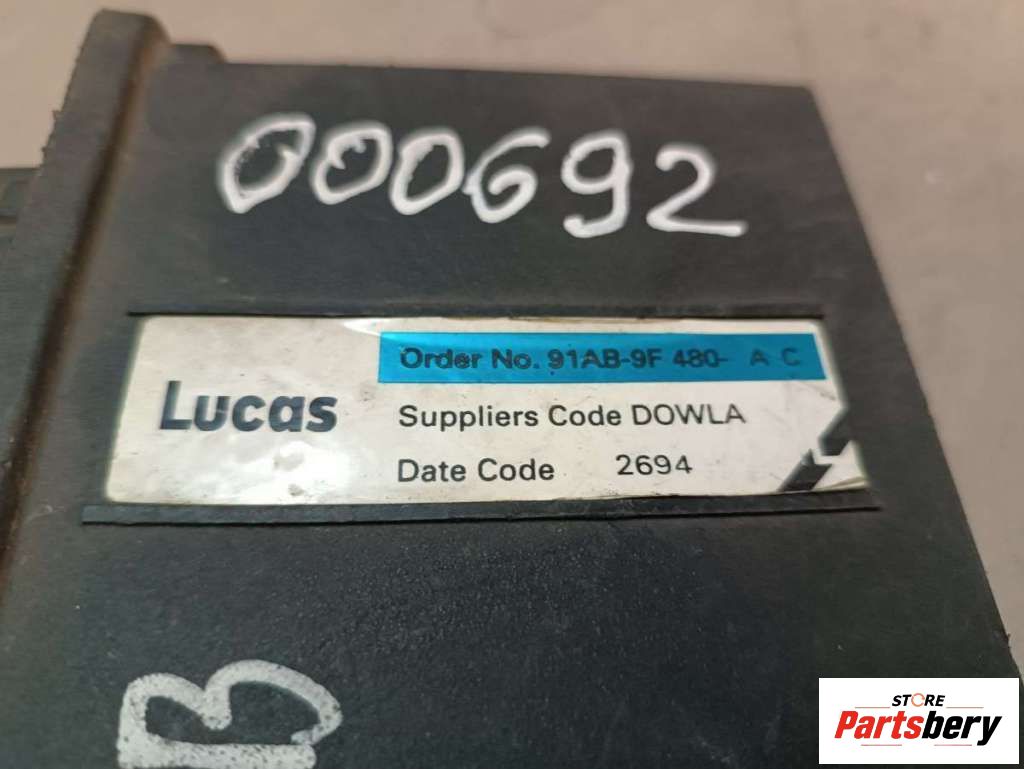 000692
Order No. 91AB-9F 480- A C
Lucas
Suppliers Code DOWLA
Date Code 2694
B
STORE
Partsbery